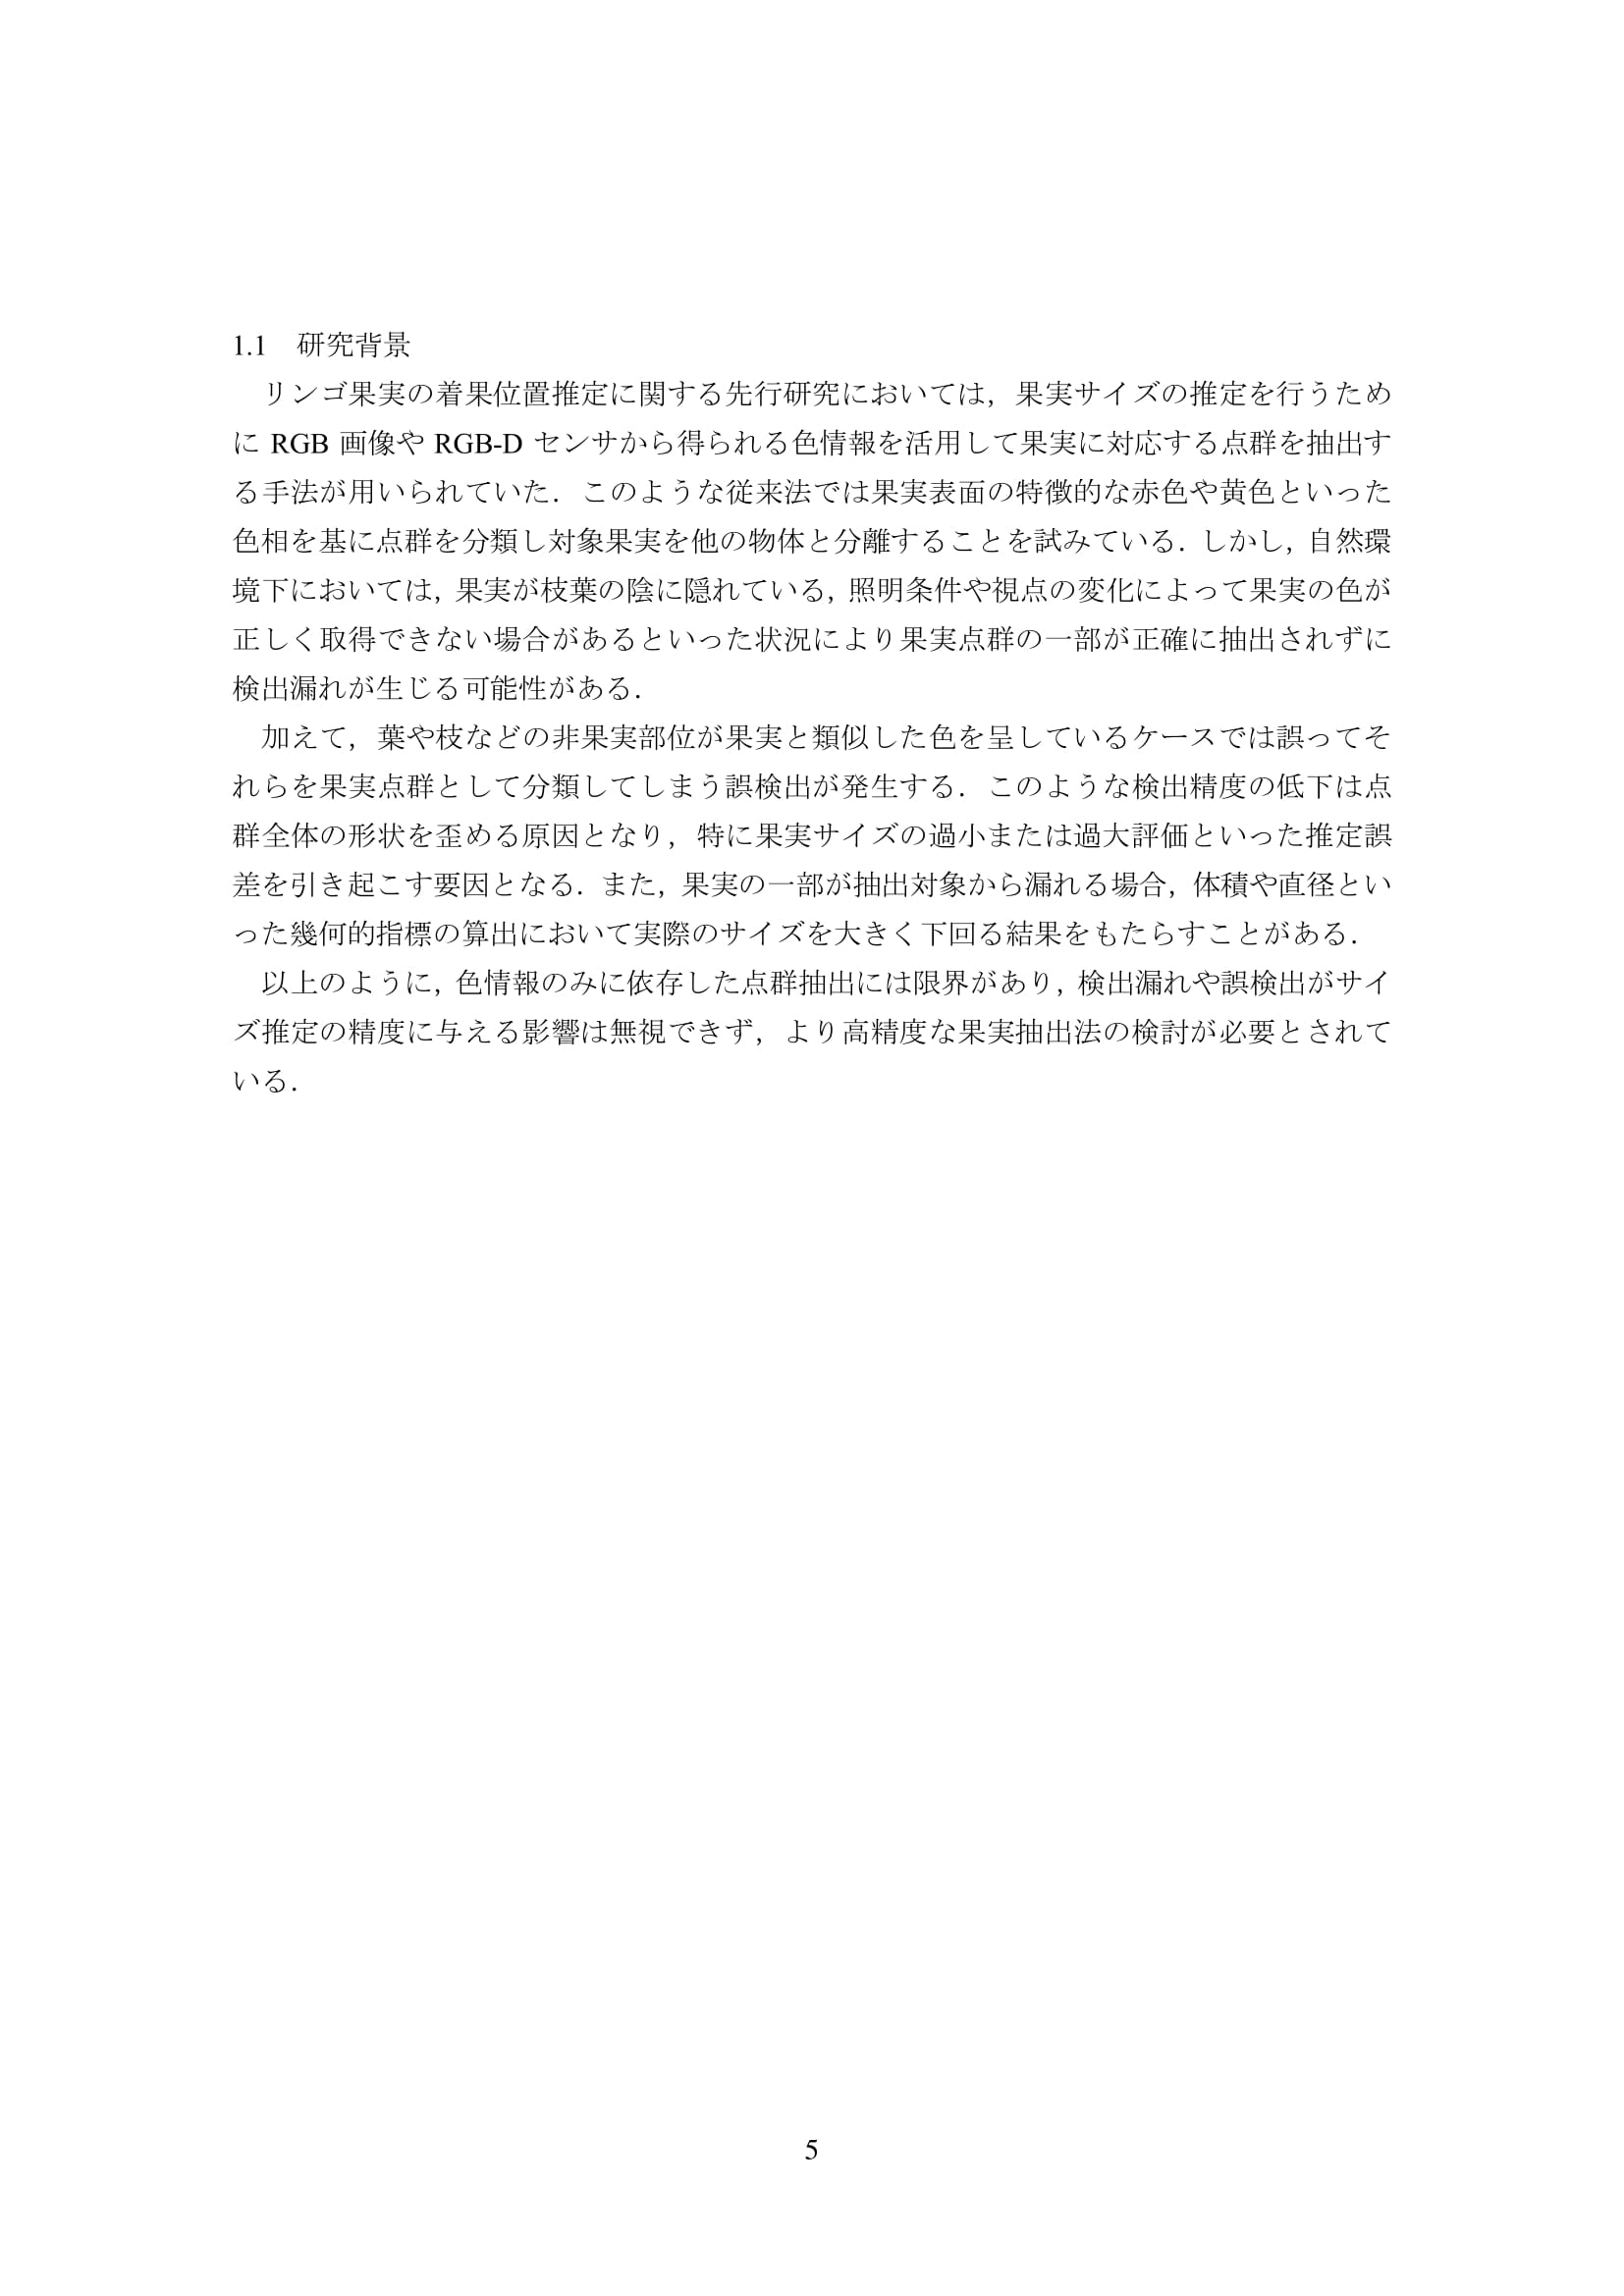 1.1　研究背景
　リンゴ果実の着果位置推定に関する先行研究においては，果実サイズの推定を行うため
に RGB 画像や RGB-D センサから得られる色情報を活用して果実に対応する点群を抽出す
る手法が用いられていた．このような従来法では果実表面の特徴的な赤色や黄色といった
色相を基に点群を分類し対象果実を他の物体と分離することを試みている．しかし，自然環
境下においては，果実が枝葉の陰に隠れている，照明条件や視点の変化によって果実の色が
正しく取得できない場合があるといった状況により果実点群の一部が正確に抽出されずに
検出漏れが生じる可能性がある．
　加えて，葉や枝などの非果実部位が果実と類似した色を呈しているケースでは誤ってそ
れらを果実点群として分類してしまう誤検出が発生する．このような検出精度の低下は点
群全体の形状を歪める原因となり，特に果実サイズの過小または過大評価といった推定誤
差を引き起こす要因となる．また，果実の一部が抽出対象から漏れる場合，体積や直径とい
った幾何的指標の算出において実際のサイズを大きく下回る結果をもたらすことがある．
　以上のように，色情報のみに依存した点群抽出には限界があり，検出漏れや誤検出がサイ
ズ推定の精度に与える影響は無視できず，より高精度な果実抽出法の検討が必要とされて
いる．
5